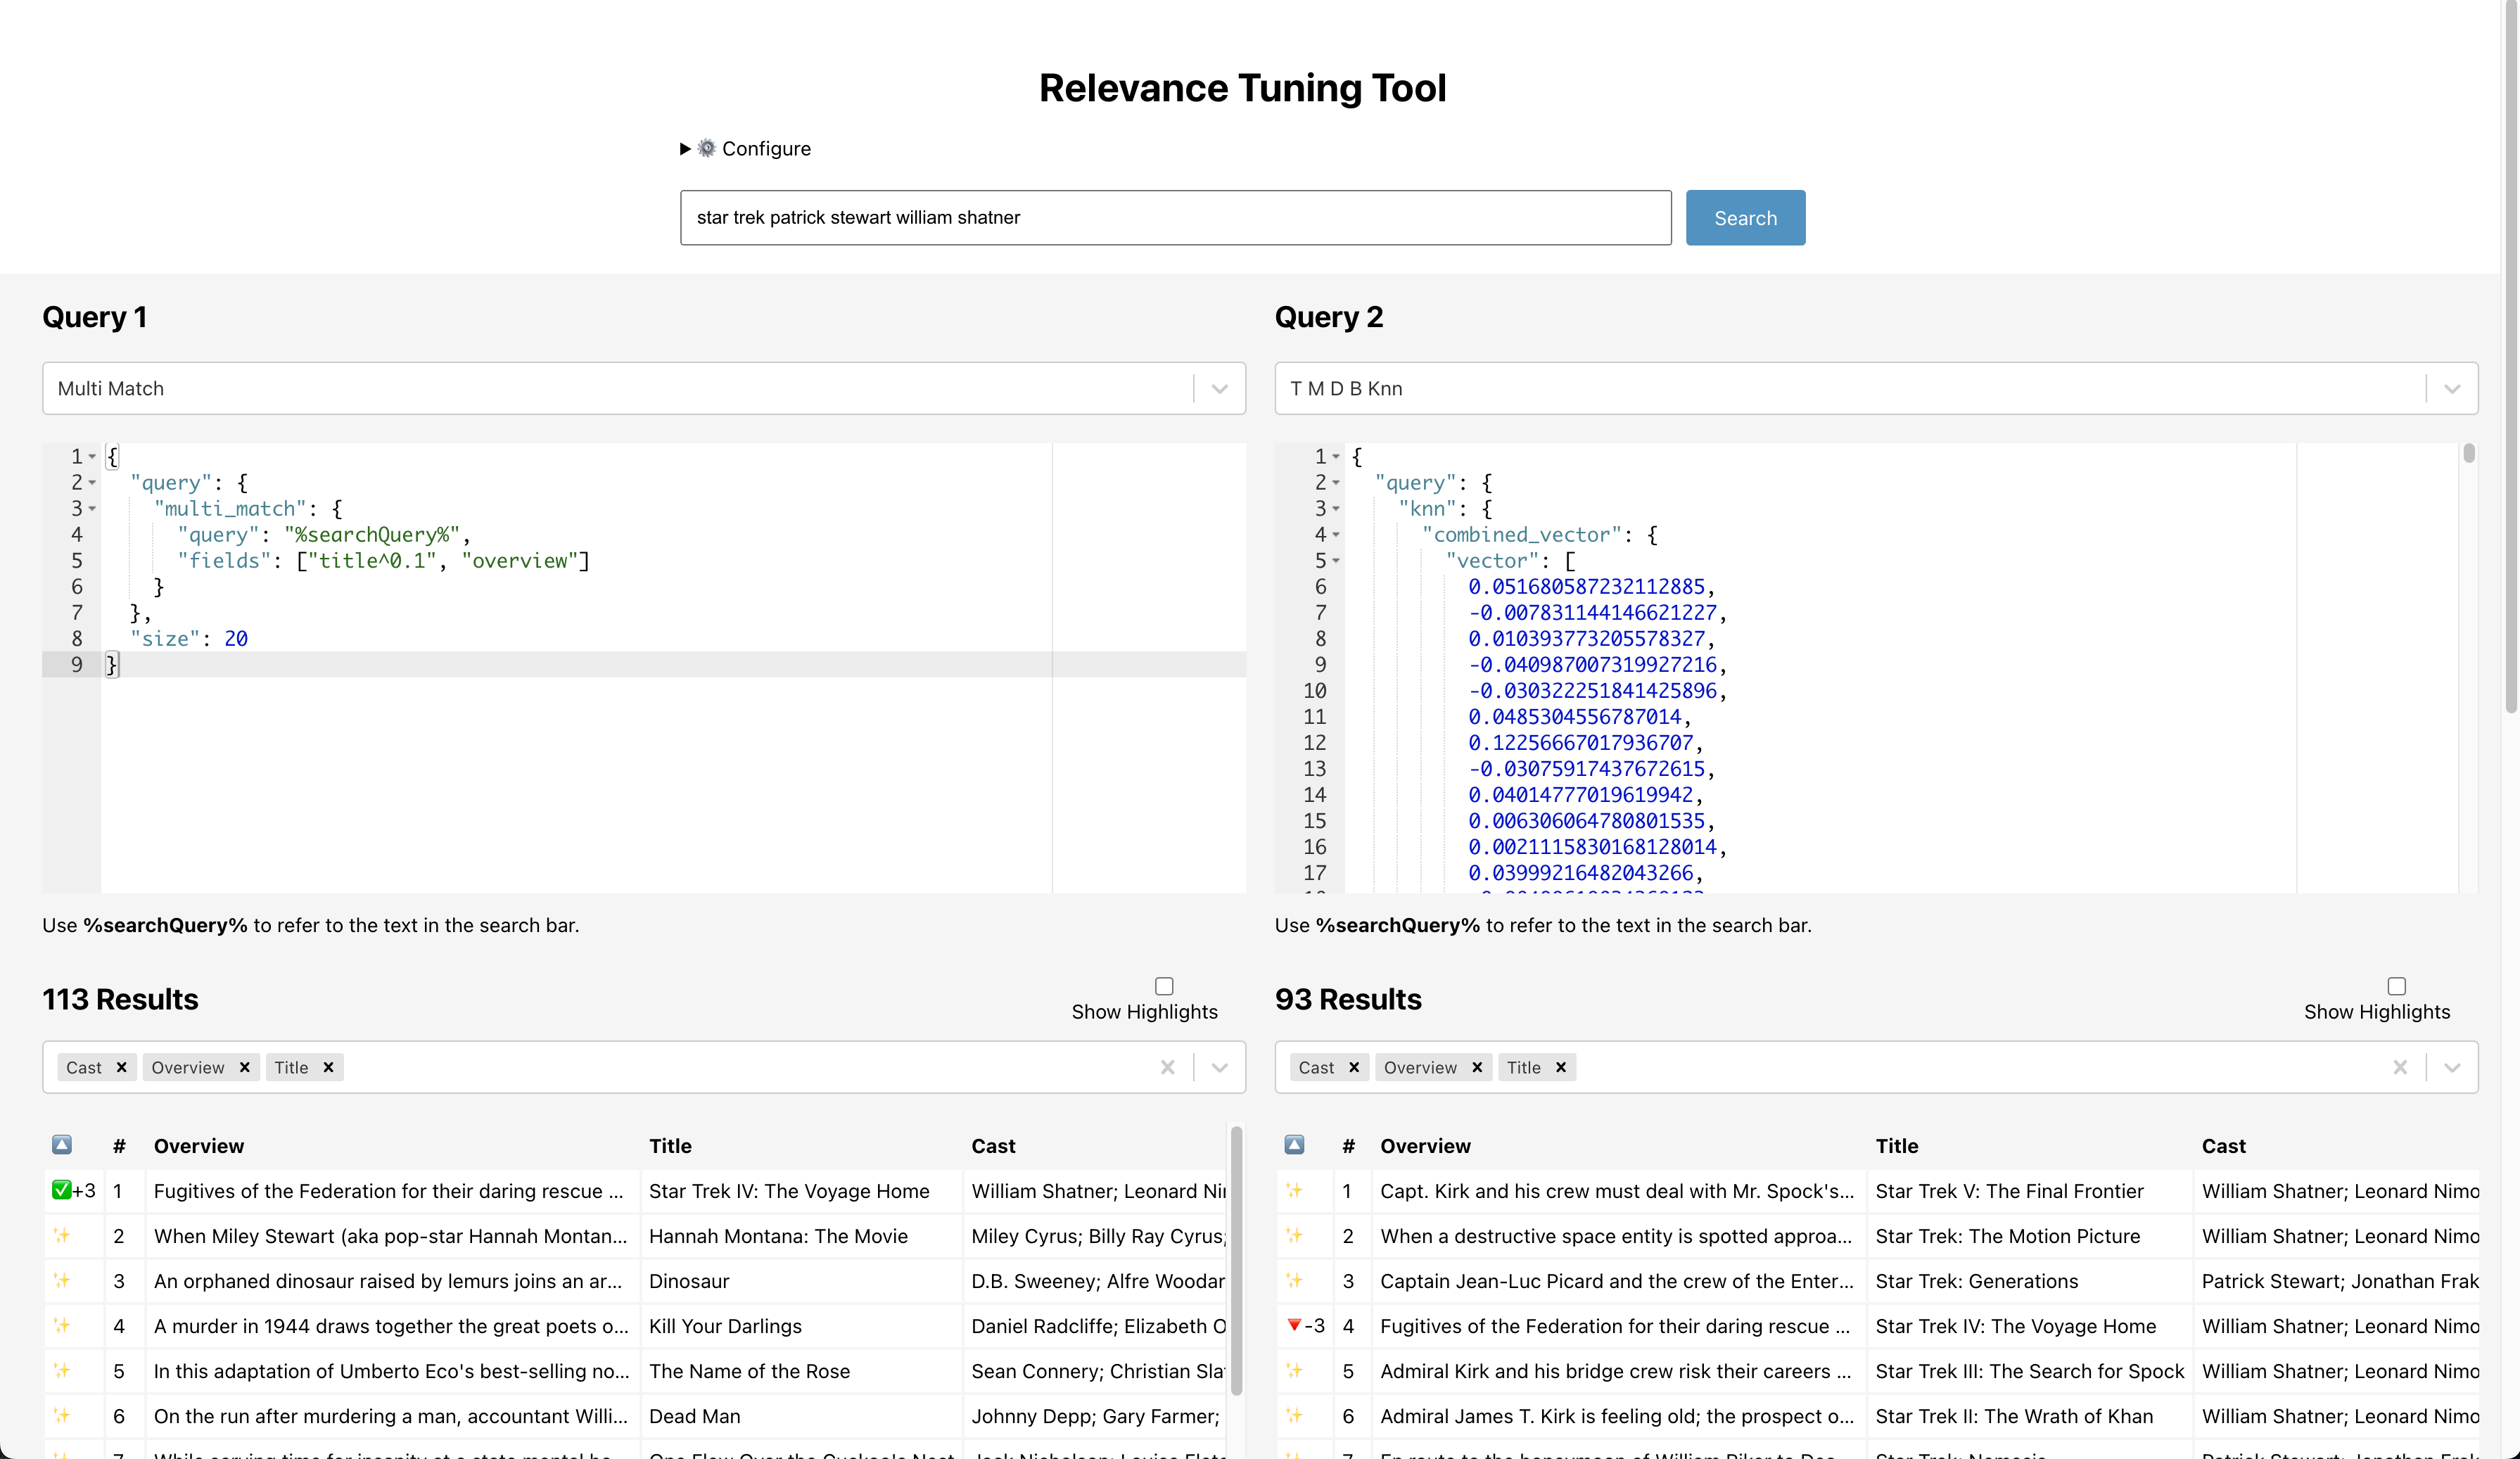 Relevance Tuning Tool
Configure
star trek patrick stewart william shatner
Search
Query 1
Multi Match
1 {
2 "query": {
3 "multi_match": {
4 "query": "%searchQuery%",
5 "fields": ["title^0.1", "overview"]
6 }
7 },
8 "size": 20
9 }
Use %searchQuery% to refer to the text in the search bar.
113 Results
Show Highlights
Cast Overview Title
# Overview Title Cast
+3 1 Fugitives of the Federation for their daring rescue ... Star Trek IV: The Voyage Home William Shatner; Leonard Ni
2 When Miley Stewart (aka pop-star Hannah Montan... Hannah Montana: The Movie Miley Cyrus; Billy Ray Cyrus;
3 An orphaned dinosaur raised by lemurs joins an ar... Dinosaur D.B. Sweeney; Alfre Woodar
4 A murder in 1944 draws together the great poets o... Kill Your Darlings Daniel Radcliffe; Elizabeth O
5 In this adaptation of Umberto Eco's best-selling no... The Name of the Rose Sean Connery; Christian Sla
6 On the run after murdering a man, accountant Willi... Dead Man Johnny Depp; Gary Farmer;
Query 2
T M D B Knn
1 {
2 "query": {
3 "knn": {
4 "combined_vector": {
5 "vector": [
6 0.051680587232112885,
7 -0.007831144146621227,
8 0.010393773205578327,
9 -0.040987007319927216,
10 -0.030322251841425896,
11 0.0485304556787014,
12 0.12256667017936707,
13 -0.03075917437672615,
14 0.04014777019619942,
15 0.006306064780801535,
16 0.0021115830168128014,
17 0.03999216482043266,
Use %searchQuery% to refer to the text in the search bar.
93 Results
Show Highlights
Cast Overview Title
# Overview Title Cast
1 Capt. Kirk and his crew must deal with Mr. Spock's... Star Trek V: The Final Frontier William Shatner; Leonard Nimo
2 When a destructive space entity is spotted approa... Star Trek: The Motion Picture William Shatner; Leonard Nimo
3 Captain Jean-Luc Picard and the crew of the Enter... Star Trek: Generations Patrick Stewart; Jonathan Frak
-3 4 Fugitives of the Federation for their daring rescue ... Star Trek IV: The Voyage Home William Shatner; Leonard Nimo
5 Admiral Kirk and his bridge crew risk their careers ... Star Trek III: The Search for Spock William Shatner; Leonard Nimo
6 Admiral James T. Kirk is feeling old; the prospect o... Star Trek II: The Wrath of Khan William Shatner; Leonard Nimo